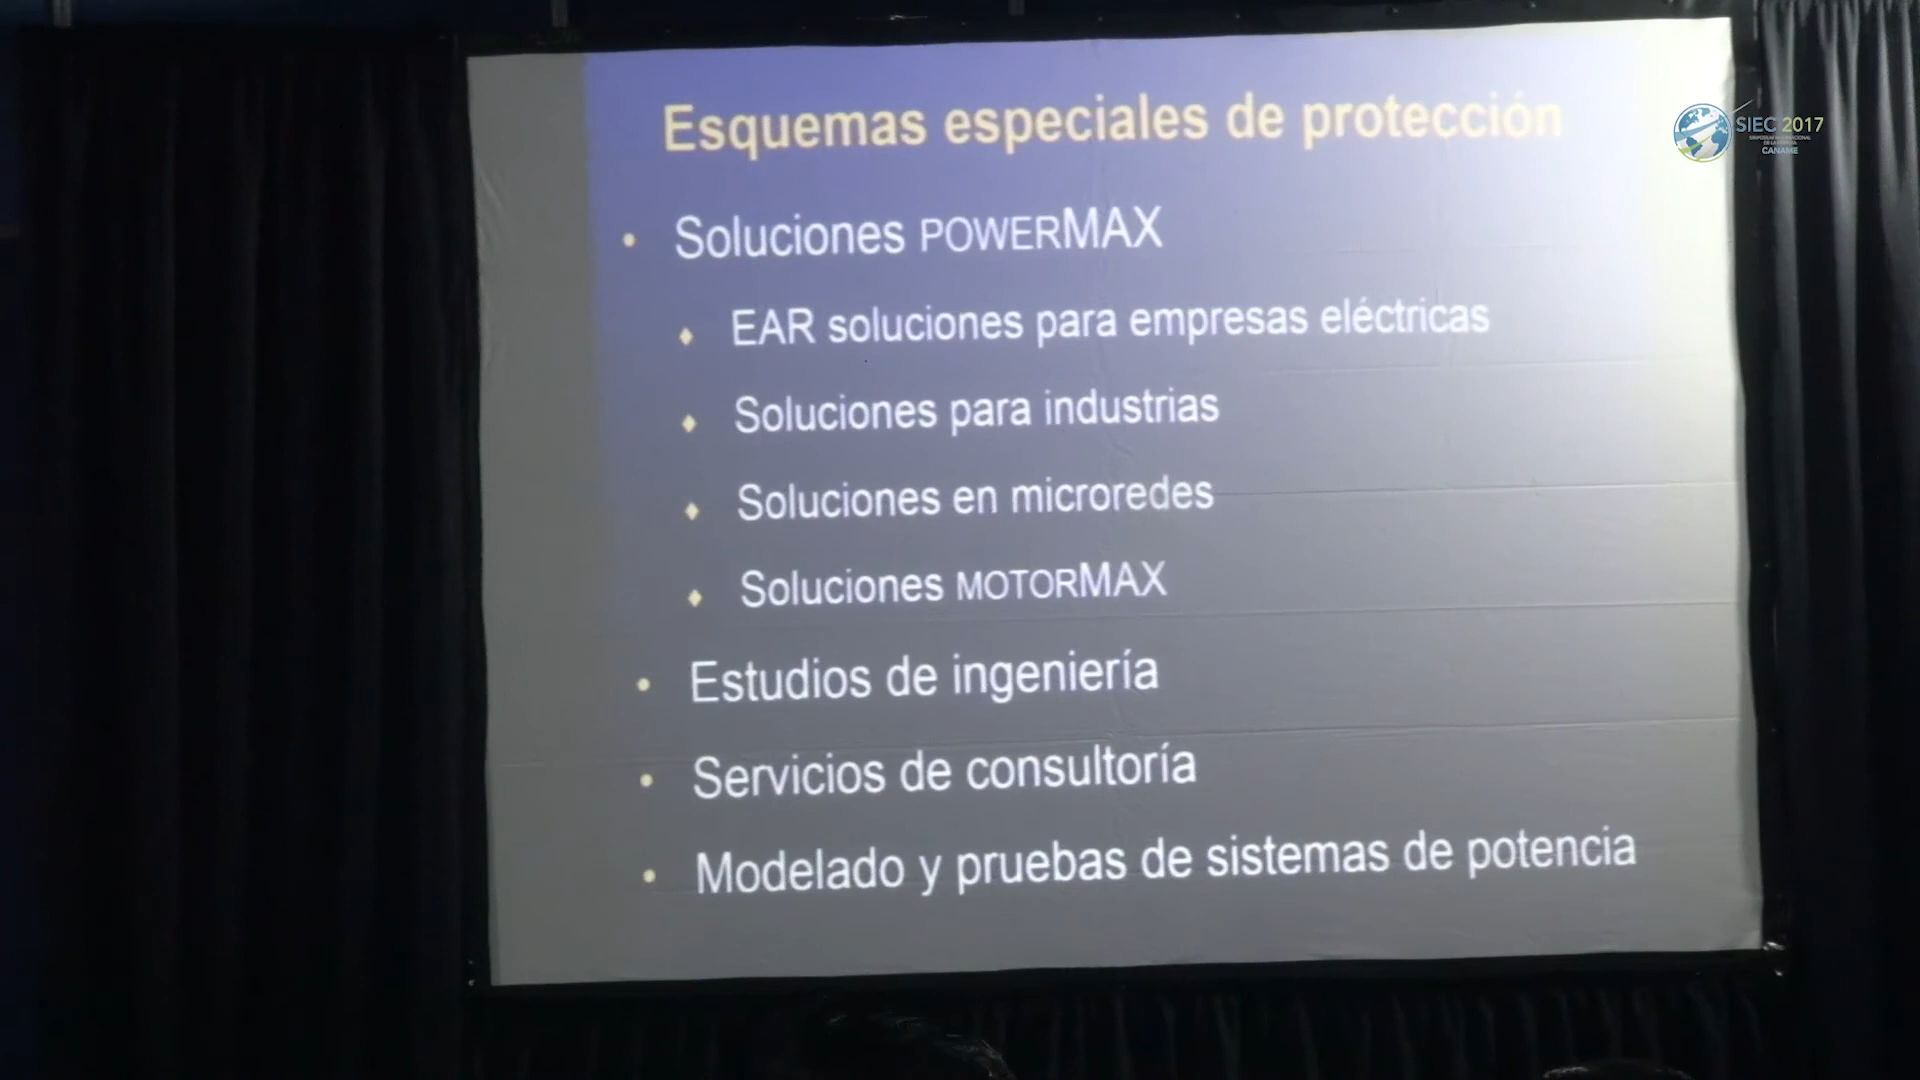 Esquemas especiales de protección
• Soluciones POWERMAX
♦ EAR soluciones para empresas eléctricas
♦ Soluciones para industrias
♦ Soluciones en microredes
♦ Soluciones MOTORMAX
• Estudios de ingeniería
• Servicios de consultoría
• Modelado y pruebas de sistemas de potencia
SIEC 2017
CANAME